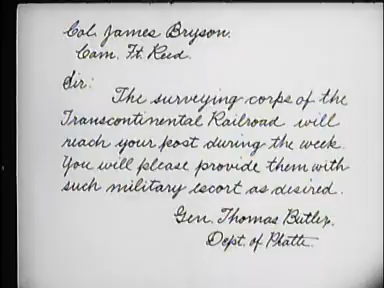 Col. James Bryson.
Com. Ft. Reed.
Sir:
The surveying corps of the
Transcontinental Railroad will
reach your post during the week.
You will please provide them with
such military escort as desired.
Gen. Thomas Butler,
Dept. of Platte.